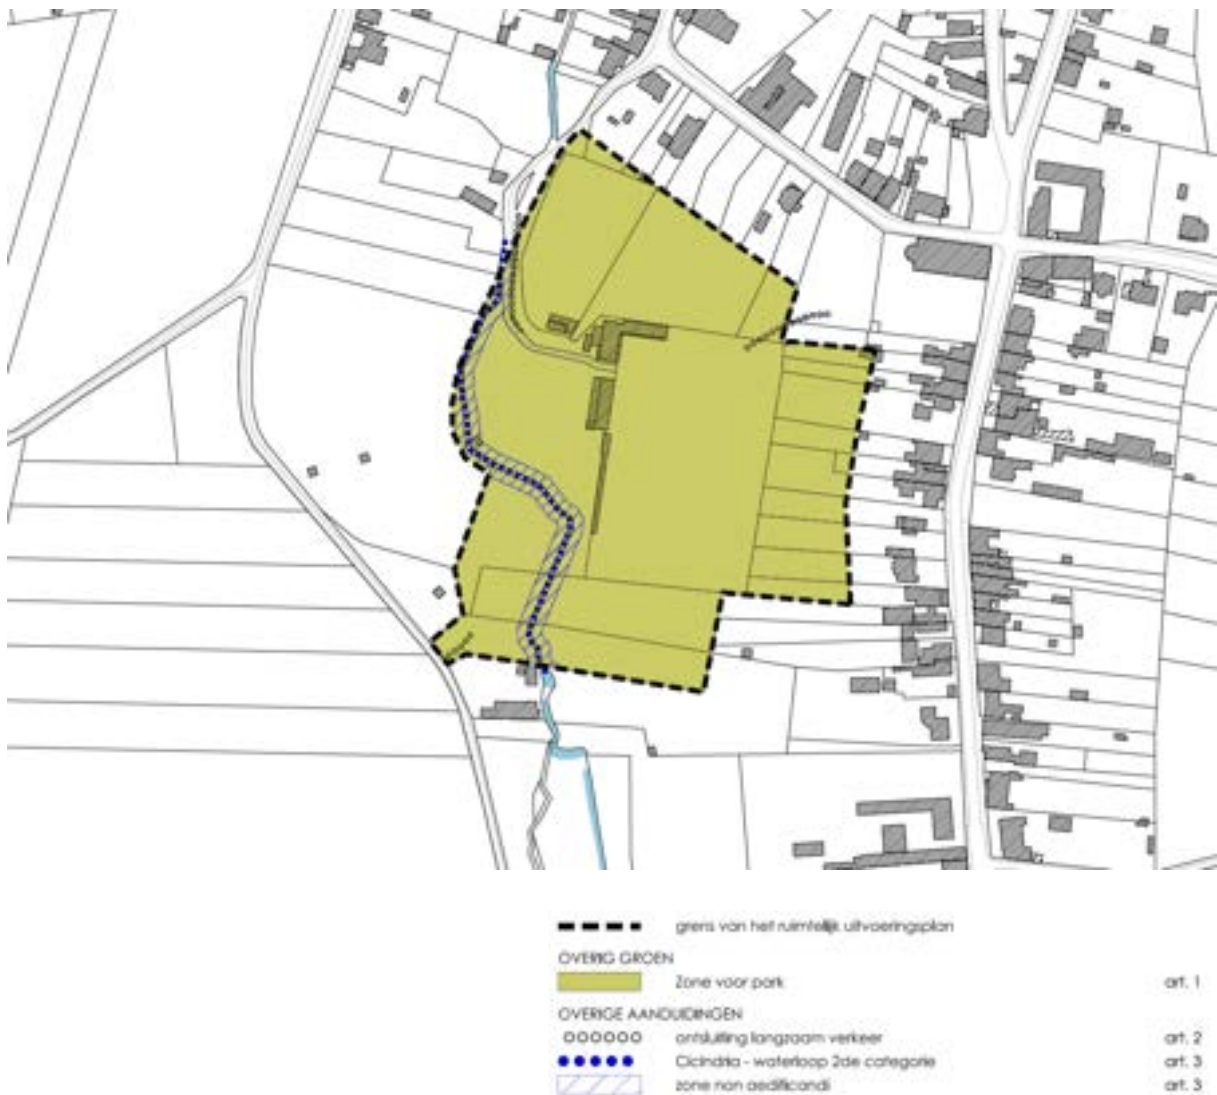 grens van het ruimtelijk uitvoeringsplan
OVERIG GROEN
Zone voor park art. 1
OVERIGE AANDUIDINGEN
ontsluiting langzaam verkeer art. 2
Cicindria - waterloop 2de categorie art. 3
zone non aedificandi art. 3